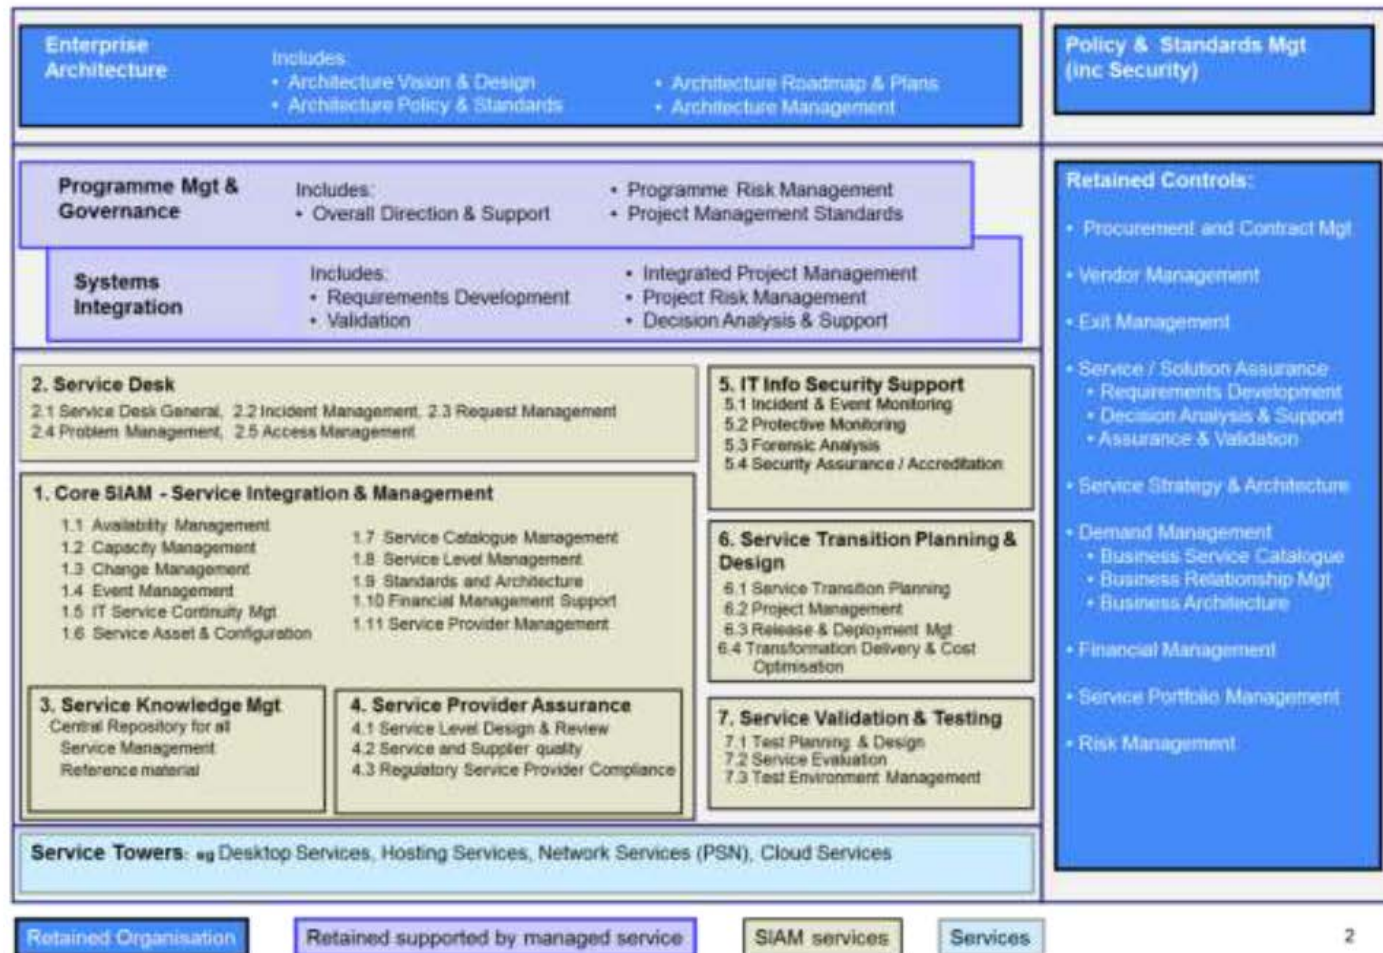 Enterprise
Architecture
Includes:
• Architecture Vision & Design
• Architecture Policy & Standards
• Architecture Roadmap & Plans
• Architecture Management
Policy & Standards Mgt
(inc Security)
Programme Mgt &
Governance
Includes:
• Overall Direction & Support
• Programme Risk Management
• Project Management Standards
Systems
Integration
Includes:
• Requirements Development
• Validation
• Integrated Project Management
• Project Risk Management
• Decision Analysis & Support
2. Service Desk
2.1 Service Desk General, 2.2 Incident Management, 2.3 Request Management
2.4 Problem Management, 2.5 Access Management
1. Core SIAM - Service Integration & Management
1.1 Availability Management
1.2 Capacity Management
1.3 Change Management
1.4 Event Management
1.5 IT Service Continuity Mgt
1.6 Service Asset & Configuration
1.7 Service Catalogue Management
1.8 Service Level Management
1.9 Standards and Architecture
1.10 Financial Management Support
1.11 Service Provider Management
3. Service Knowledge Mgt
Central Repository for all
Service Management
Reference material
4. Service Provider Assurance
4.1 Service Level Design & Review
4.2 Service and Supplier quality
4.3 Regulatory Service Provider Compliance
5. IT Info Security Support
5.1 Incident & Event Monitoring
5.2 Protective Monitoring
5.3 Forensic Analysis
5.4 Security Assurance / Accreditation
6. Service Transition Planning &
Design
6.1 Service Transition Planning
6.2 Project Management
6.3 Release & Deployment Mgt
6.4 Transformation Delivery & Cost
Optimisation
7. Service Validation & Testing
7.1 Test Planning & Design
7.2 Service Evaluation
7.3 Test Environment Management
Retained Controls:
• Procurement and Contract Mgt
• Vendor Management
• Exit Management
• Service / Solution Assurance
• Requirements Development
• Decision Analysis & Support
• Assurance & Validation
• Service Strategy & Architecture
• Demand Management
• Business Service Catalogue
• Business Relationship Mgt
• Business Architecture
• Financial Management
• Service Portfolio Management
• Risk Management
Service Towers: eg Desktop Services, Hosting Services, Network Services (PSN), Cloud Services
Retained Organisation
Retained supported by managed service
SIAM services
Services
2